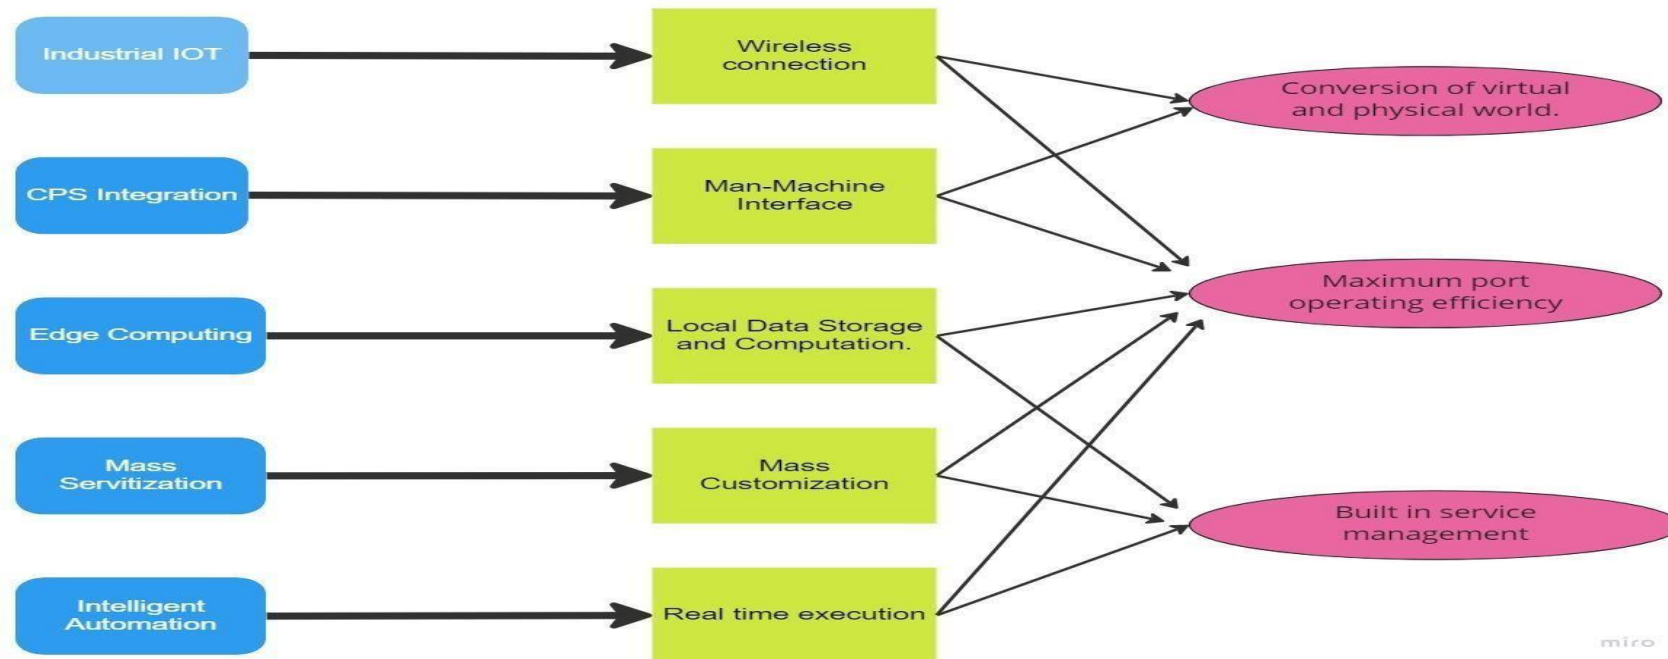 Industrial IOT
Wireless
connection
Conversion of virtual
and physical world.
CPS Integration
Man-Machine
Interface
Maximum port
operating efficiency
Edge Computing
Local Data Storage
and Computation.
Mass
Servitization
Mass
Customization
Built in service
management
Intelligent
Automation
Real time execution
miro